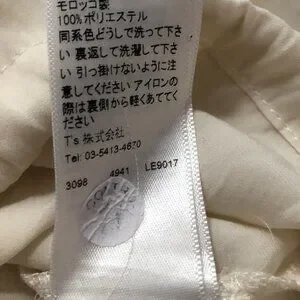 モロッコ製
100%ポリエステル
同系色どうしで洗って下さ
い 裏返して洗濯して下さ
い 引っ掛けないように注
意してください アイロンの
際は裏側から軽くあててく
ださい
T's 株式会社
Tel: 03-5413-4670
3098 4941 LE9017